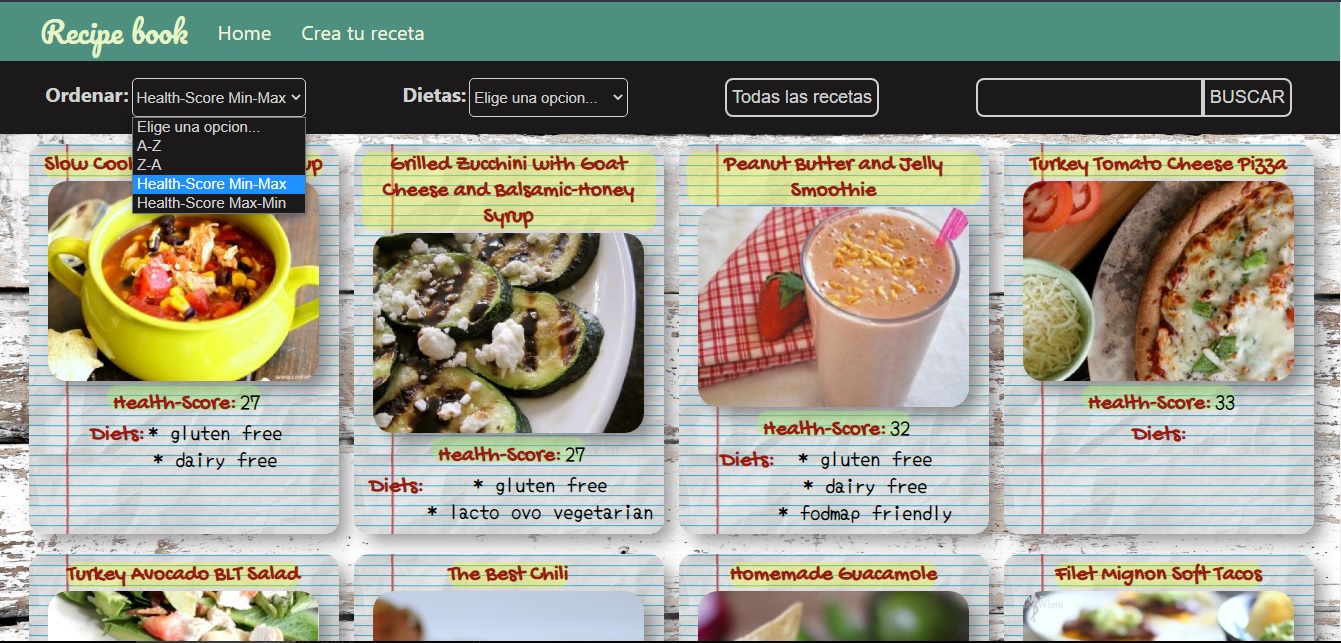 Recipe book Home Crea tu receta
Ordenar: Health-Score Min-Max Dietas: Elige una opcion... Todas las recetas BUSCAR
Elige una opcion...
A-Z
Z-A
Health-Score Min-Max
Health-Score Max-Min
Slow Cook
up
Health-Score: 27
Diets: * gluten free
* dairy free
Grilled Zucchini with Goat
Cheese and Balsamic-Honey
Syrup
Health-Score: 27
Diets: * gluten free
* lacto ovo vegetarian
Peanut Butter and Jelly
Smoothie
Health-Score: 32
Diets: * gluten free
* dairy free
* fodmap friendly
Turkey Tomato Cheese Pizza
Health-Score: 33
Diets:
Turkey Avocado BLT Salad
The Best Chili
Homemade Guacamole
Filet Mignon Soft Tacos